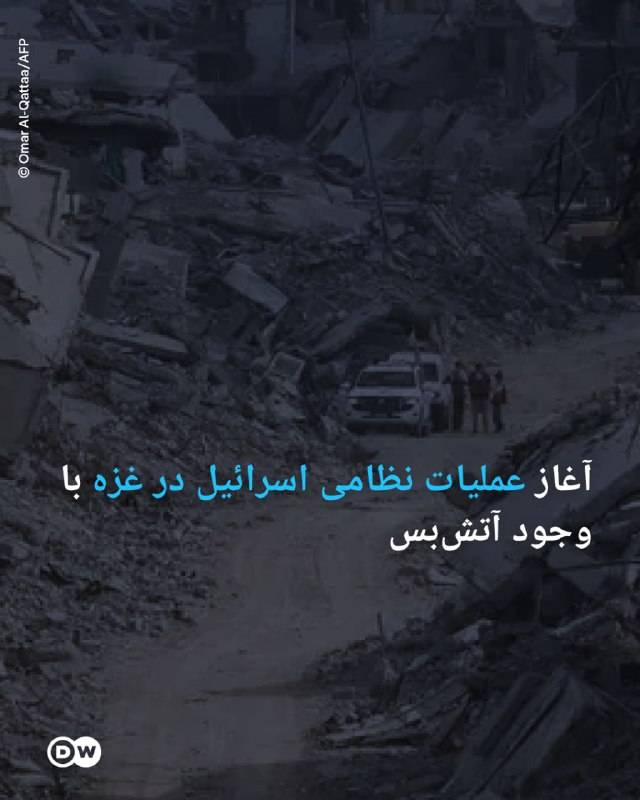 © Omar Al-Qattaa/AFP
آغاز عملیات نظامی اسرائیل در غزه با
وجود آتش‌بس
DW